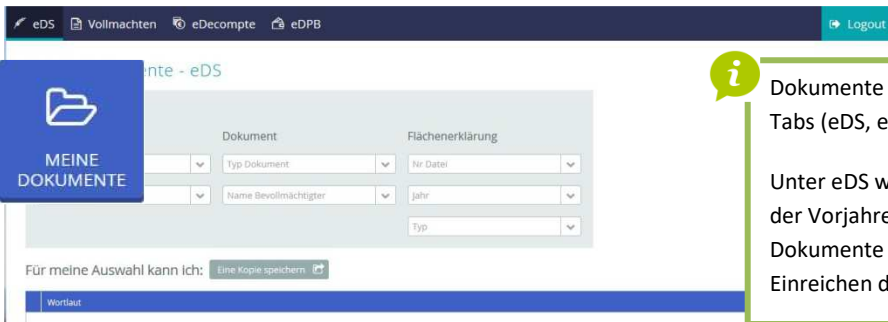 eDS Vollmachten eDecompte eDPB Logout
nte - eDS
MEINE
DOKUMENTE
Dokument Flächenerklärung
Typ Dokument Nr Datei
Name Bevollmächtigter Jahr
Typ
Für meine Auswahl kann ich: Eine Kopie speichern
Wortlaut
i
Dokumente
Tabs (eDS, e
Unter eDS w
der Vorjahre
Dokumente
Einreichen d